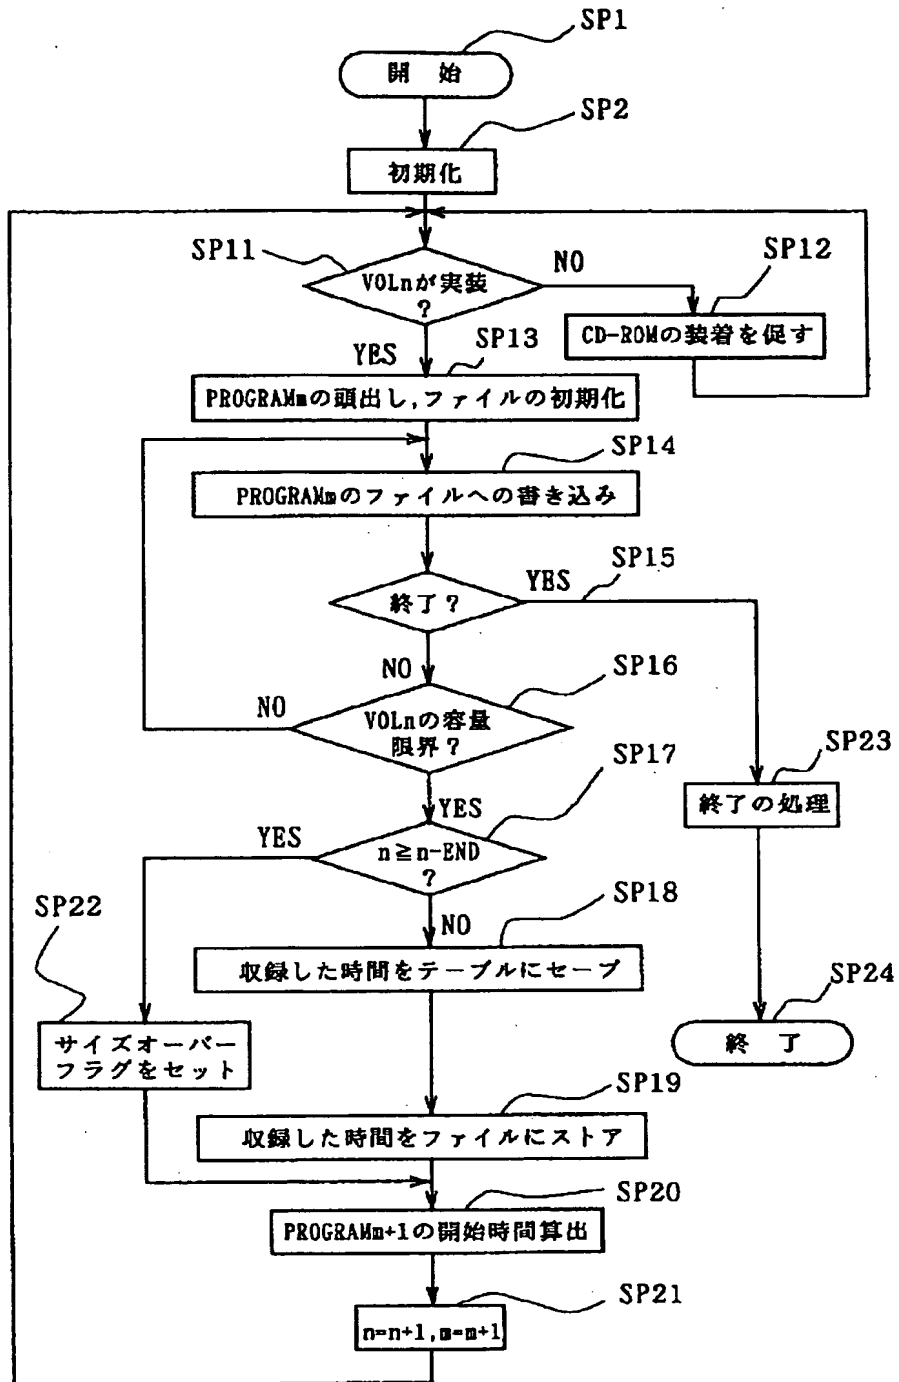 SP1
開 始
SP2
初期化
SP11
VOLnが実装
?
NO
SP12
CD-ROMの装着を促す
YES
SP13
PROGRAMmの頭出し,ファイルの初期化
SP14
PROGRAMmのファイルへの書き込み
SP15
YES
終了?
NO
SP16
NO
VOLnの容量
限界?
SP17
YES
SP23
終了の処理
YES
n≧n-END
?
NO
SP18
SP22
収録した時間をテーブルにセーブ
SP24
終 了
サイズオーバー
フラグをセット
SP19
収録した時間をファイルにストア
SP20
PROGRAMm+1の開始時間算出
SP21
n=n+1,m=m+1